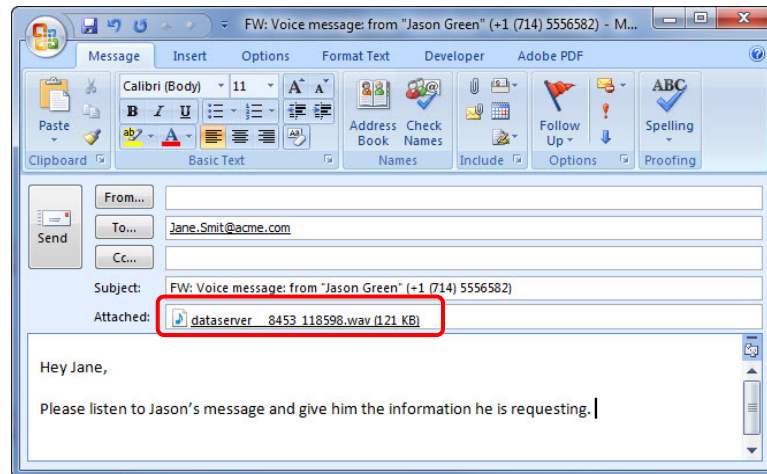 FW: Voice message: from "Jason Green" (+1 (714) 5556582) - M...
Message Insert Options Format Text Developer Adobe PDF
Calibri (Body) 11 A A
B I U
ab A
Paste
Address Book
Check Names
Follow Up
ABC
Spelling
Clipboard Basic Text Names Include Options Proofing
From...
Send
To... Jane.Smit@acme.com
Cc...
Subject: FW: Voice message: from "Jason Green" (+1 (714) 5556582)
Attached: dataserver__8453_118598.wav (121 KB)
Hey Jane,
Please listen to Jason's message and give him the information he is requesting.